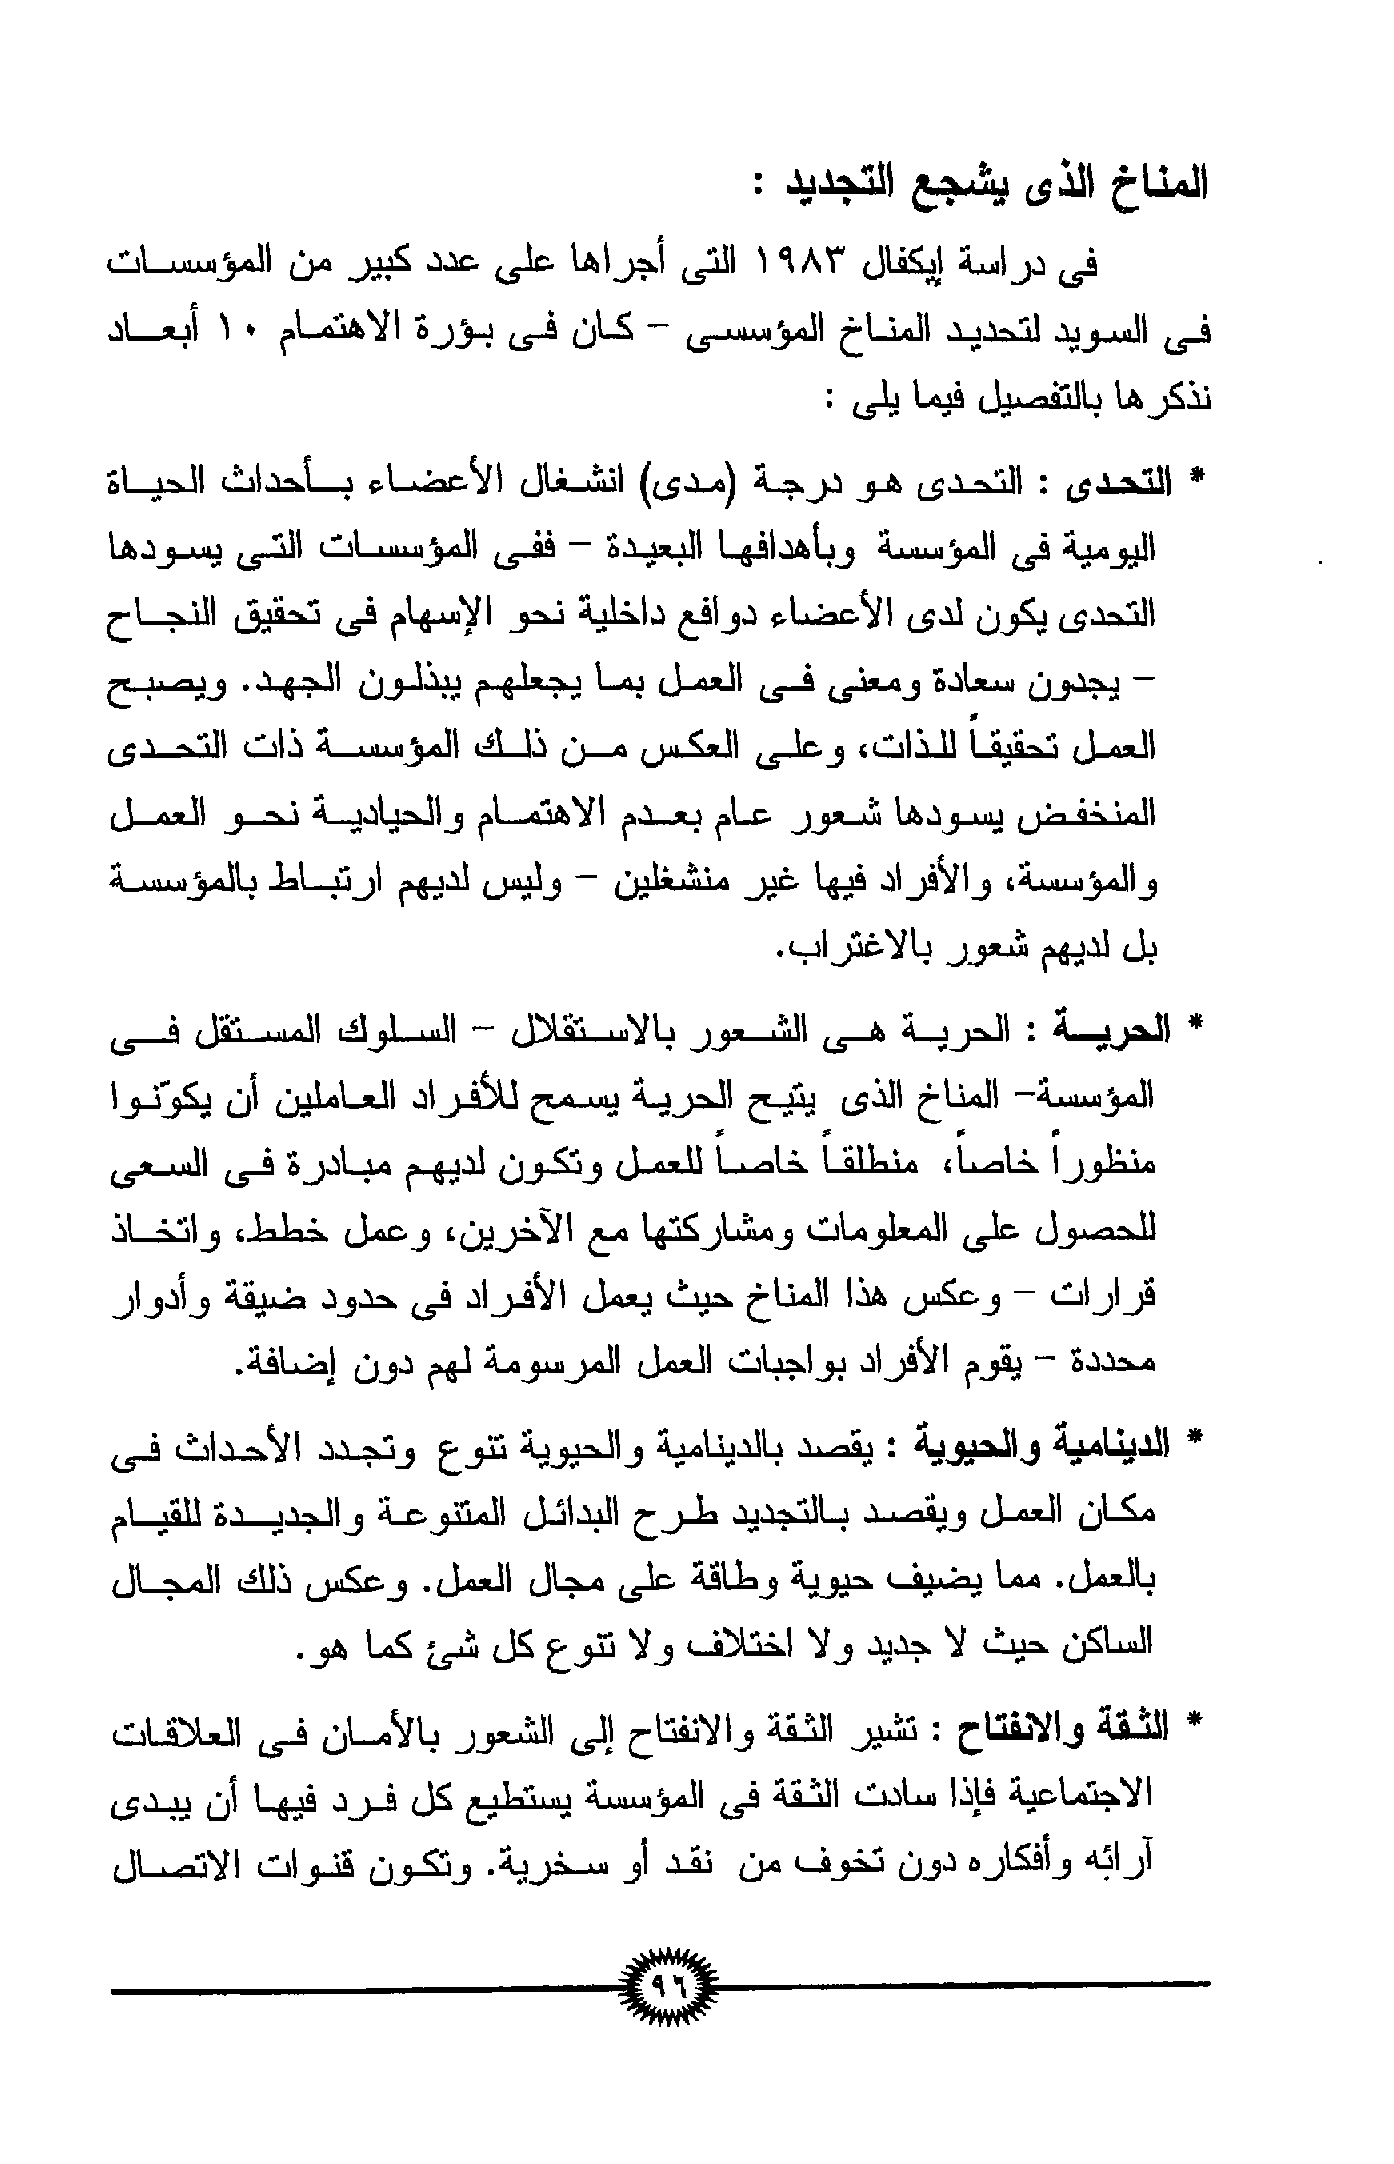 المناخ الذى يشجع التجديد :
فى دراسة إيكفال ١٩٨٣ التى أجراها على عدد كبير من المؤسسات
فى السويد لتحديد المناخ المؤسسى – كان فى بؤرة الاهتمام ١٠ أبعاد
نذكرها بالتفصيل فيما يلى :
* التحدى : التحدى هو درجة (مدى) انشغال الأعضاء بأحداث الحياة
اليومية فى المؤسسة وبأهدافها البعيدة – ففى المؤسسات التى يسودها
التحدى يكون لدى الأعضاء دوافع داخلية نحو الإسهام فى تحقيق النجاح
– يجدون سعادة ومعنى فى العمل بما يجعلهم يبذلون الجهد. ويصبح
العمل تحقيقاً للذات، وعلى العكس من ذلك المؤسسة ذات التحدى
المنخفض يسودها شعور عام بعدم الاهتمام والحيادية نحو العمل
والمؤسسة، والأفراد فيها غير منشغلين – وليس لديهم ارتباط بالمؤسسة
بل لديهم شعور بالاغتراب.
* الحرية : الحرية هى الشعور بالاستقلال – السلوك المستقل فى
المؤسسة– المناخ الذى يتيح الحرية يسمح للأفراد العاملين أن يكوّنوا
منظوراً خاصاً، منطلقاً خاصاً للعمل وتكون لديهم مبادرة فى السعى
للحصول على المعلومات ومشاركتها مع الآخرين، وعمل خطط، واتخاذ
قرارات – وعكس هذا المناخ حيث يعمل الأفراد فى حدود ضيقة وأدوار
محددة – يقوم الأفراد بواجبات العمل المرسومة لهم دون إضافة.
* الدينامية والحيوية : يقصد بالدينامية والحيوية تنوع وتجدد الأحداث فى
مكان العمل ويقصد بالتجديد طرح البدائل المتنوعة والجديدة للقيام
بالعمل. مما يضيف حيوية وطاقة على مجال العمل. وعكس ذلك المجال
الساكن حيث لا جديد ولا اختلاف ولا تنوع كل شئ كما هو.
* الثقة والانفتاح : تشير الثقة والانفتاح إلى الشعور بالأمان فى العلاقات
الاجتماعية فإذا سادت الثقة فى المؤسسة يستطيع كل فرد فيها أن يبدى
آرائه وأفكاره دون تخوف من نقد أو سخرية. وتكون قنوات الاتصال
٩٦